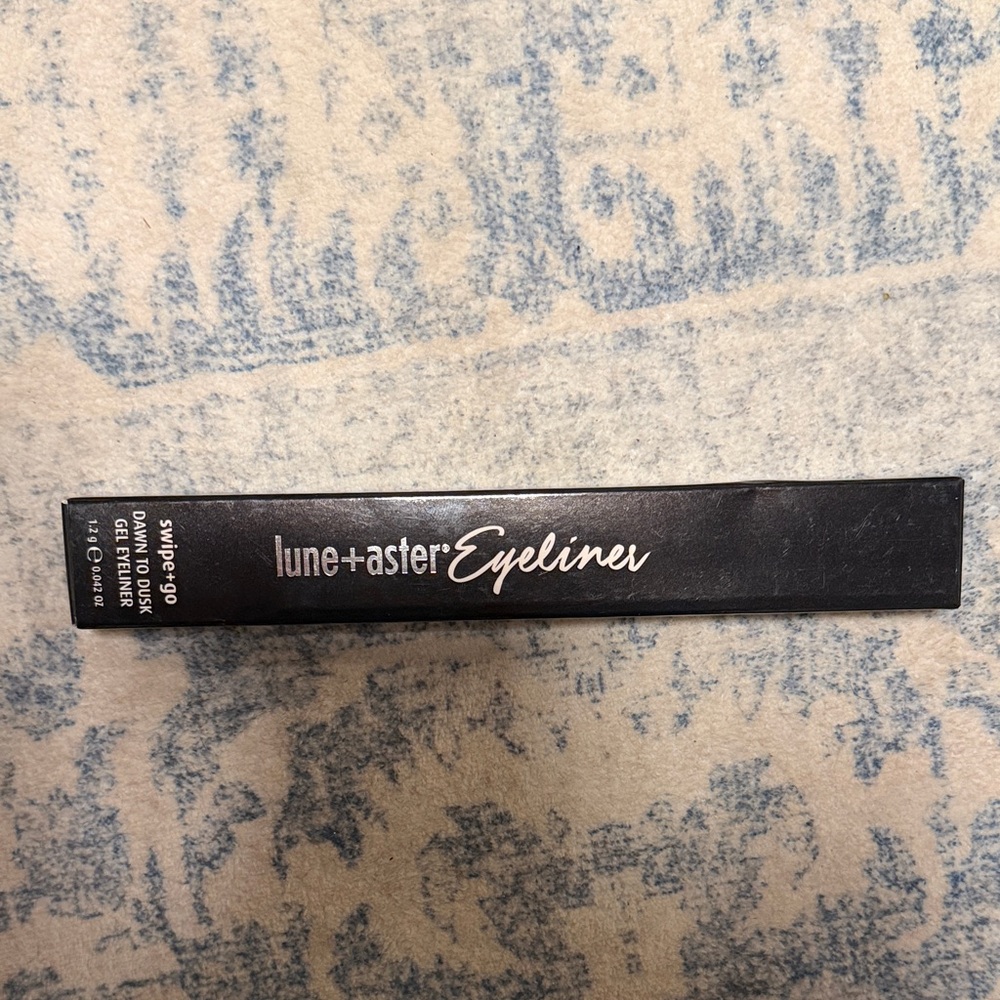 lune+aster® Eyeliner
swipe+go
DAWN TO DUSK
GEL EYELINER
1.2 g ℮ 0.042 oz